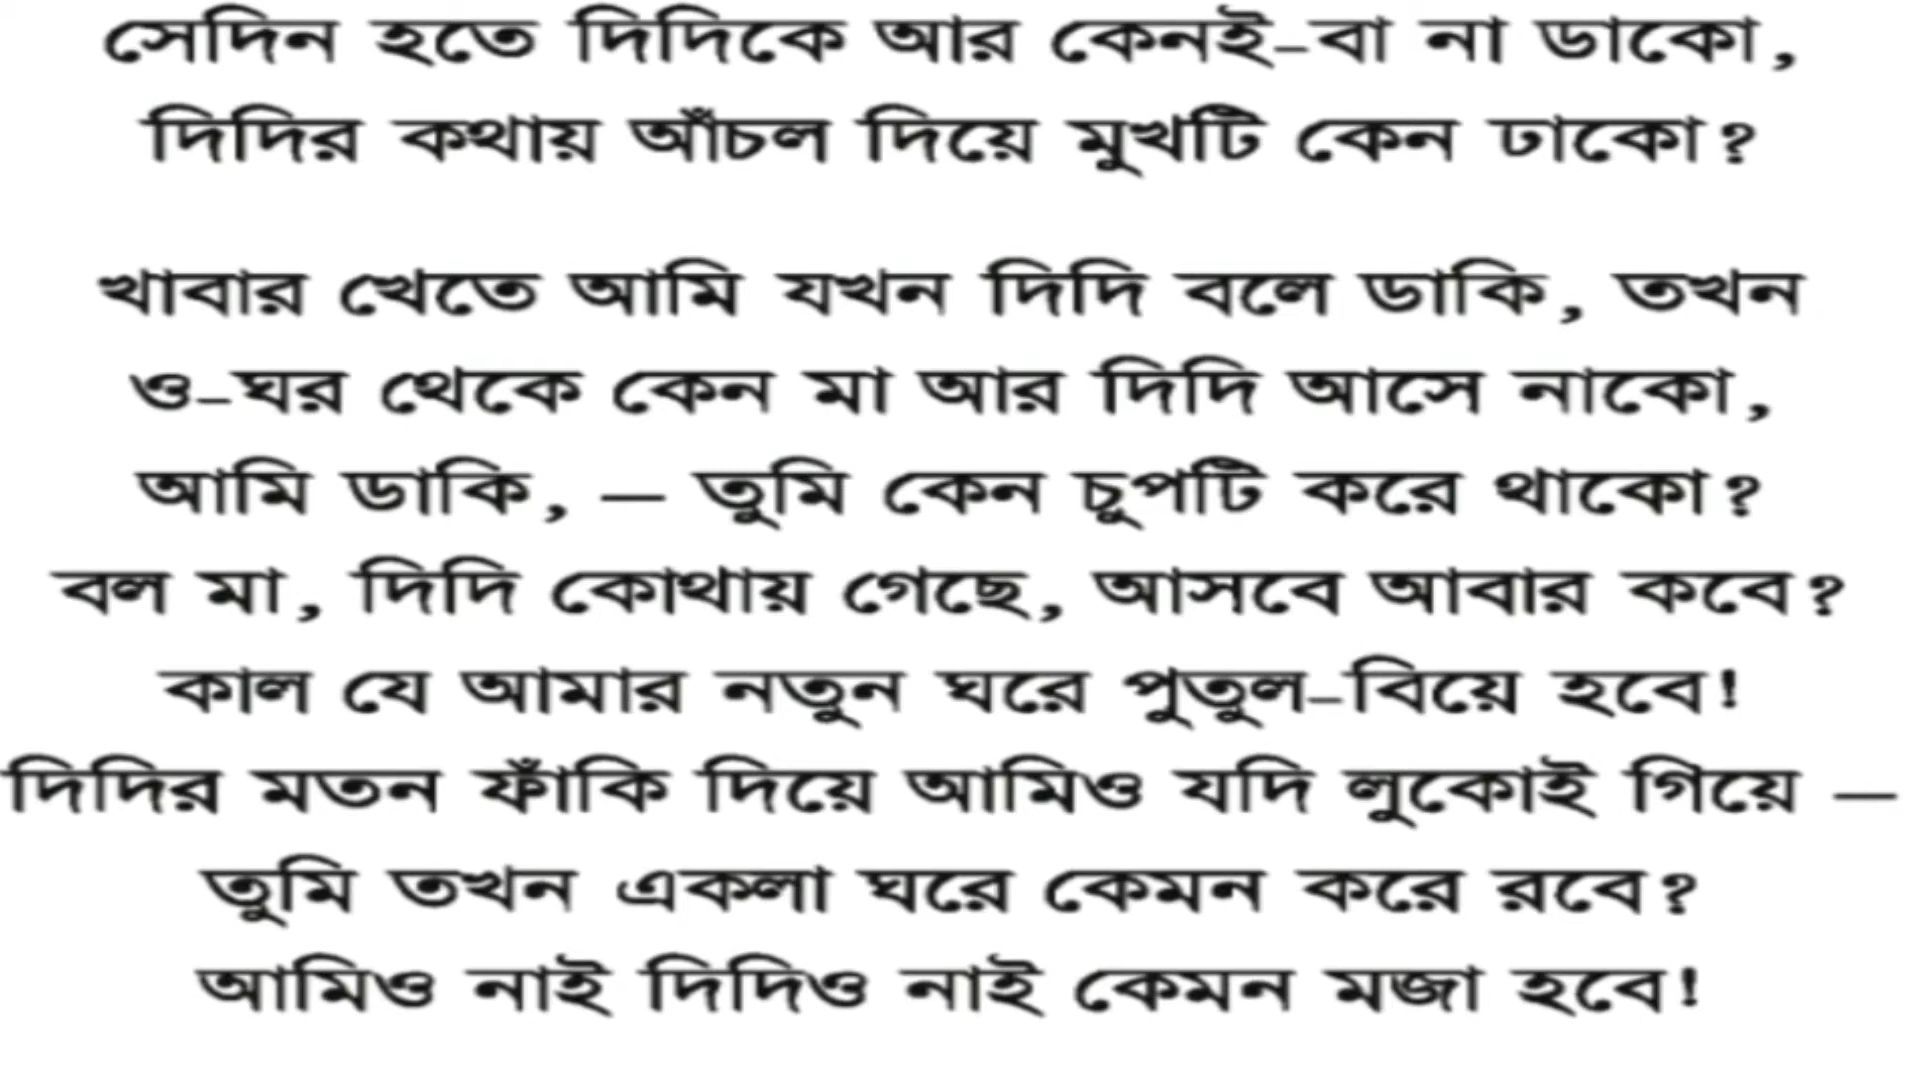 সেদিন হতে দিদিকে আর কেনই-বা না ডাকো,
দিদির কথায় আঁচল দিয়ে মুখটি কেন ঢাকো?
খাবার খেতে আমি যখন দিদি বলে ডাকি, তখন
ও-ঘর থেকে কেন মা আর দিদি আসে নাকো,
আমি ডাকি, – তুমি কেন চুপটি করে থাকো?
বল মা, দিদি কোথায় গেছে, আসবে আবার কবে?
কাল যে আমার নতুন ঘরে পুতুল-বিয়ে হবে!
দিদির মতন ফাঁকি দিয়ে আমিও যদি লুকোই গিয়ে –
তুমি তখন একলা ঘরে কেমন করে রবে?
আমিও নাই দিদিও নাই কেমন মজা হবে!